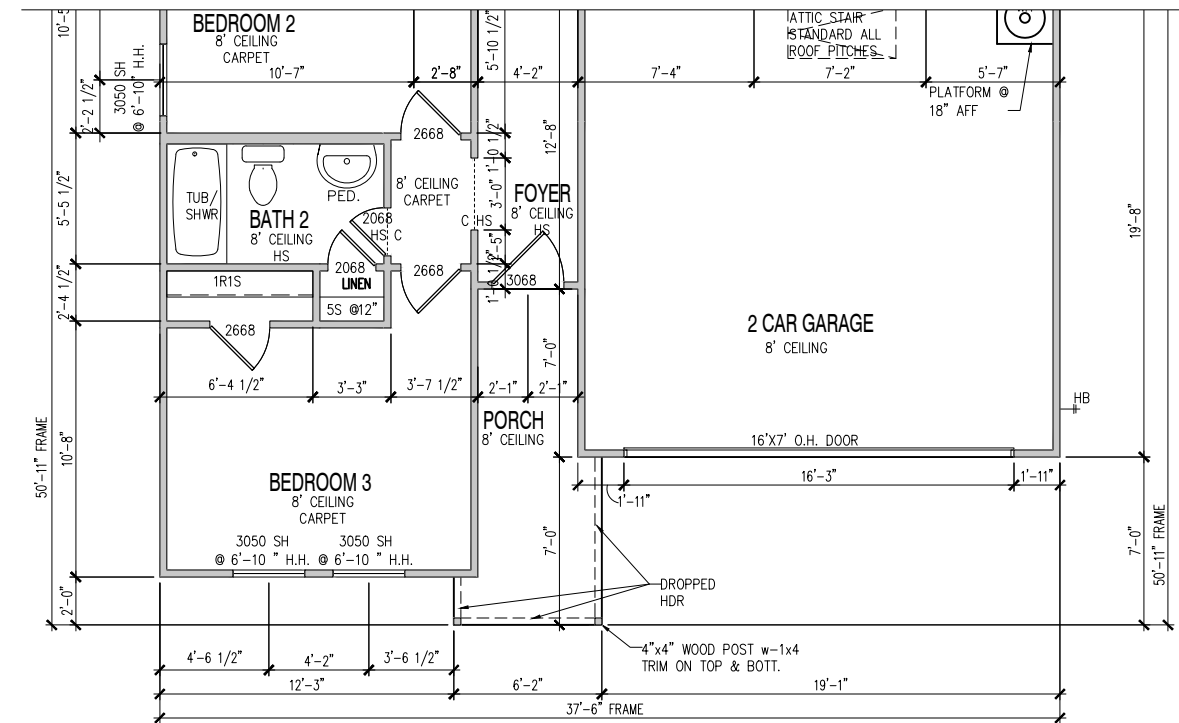 BEDROOM 2
8' CEILING
CARPET
10'-7"
2'-8"
5'-10 1/2"
4'-2"
7'-4"
7'-2"
5'-7"
ATTIC STAIR
STANDARD ALL
ROOF PITCHES
PLATFORM @
18" AFF
3050 SH
@ 6'-10" H.H.
2'-2 1/2"
5'-5 1/2"
2'-4 1/2"
10'-8"
2'-0"
50'-11" FRAME
2668
8' CEILING
CARPET
TUB/
SHWR
PED.
BATH 2
8' CEILING
HS
2068
HS C
C HS
1'-10 1/2"
3'-0"
12'-8"
FOYER
8' CEILING
HS
3068
2068
LINEN
5S @12"
2668
1R1S
2668
19'-8"
2 CAR GARAGE
8' CEILING
7'-0"
6'-4 1/2"
3'-3"
3'-7 1/2"
2'-1"
2'-1"
HB
PORCH
8' CEILING
16'X7' O.H. DOOR
16'-3"
1'-11"
1'-11"
BEDROOM 3
8' CEILING
CARPET
3050 SH
@ 6'-10 " H.H.
3050 SH
@ 6'-10 " H.H.
7'-0"
7'-0"
50'-11" FRAME
DROPPED
HDR
4"x4" WOOD POST w-1x4
TRIM ON TOP & BOTT.
4'-6 1/2"
4'-2"
3'-6 1/2"
12'-3"
6'-2"
19'-1"
37'-6" FRAME